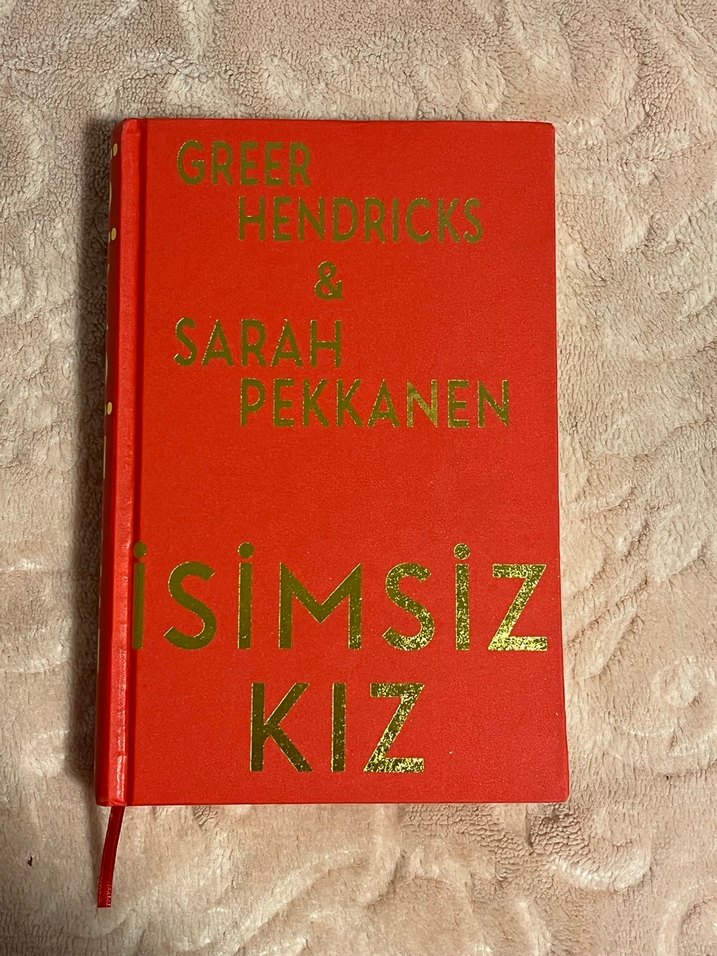 GREER
HENDRICKS
&
SARAH
PEKKANEN
İSİMSİZ
KIZ